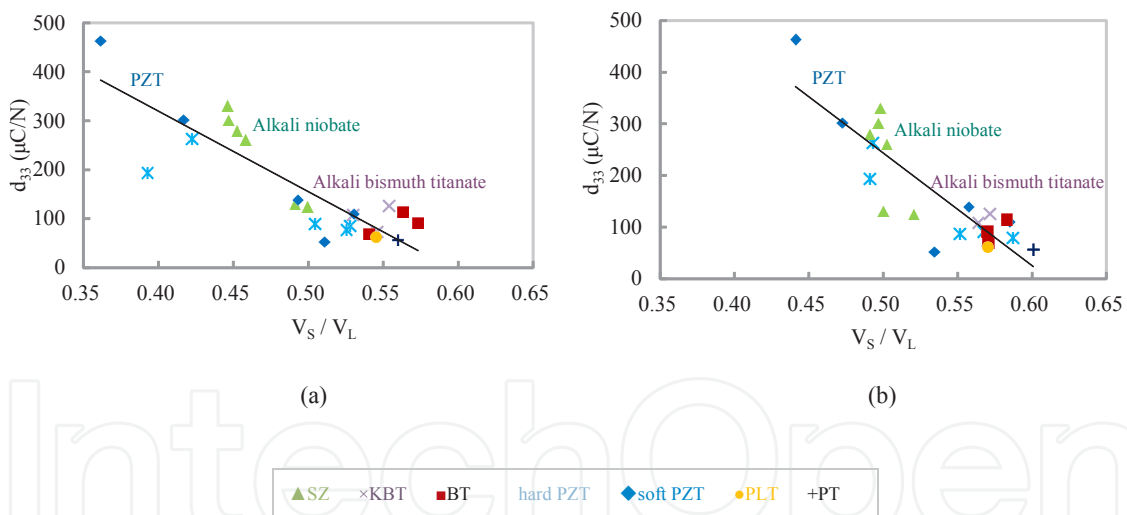 500
400
300
200
100
0
d33 (µC/N)
0.35 0.40 0.45 0.50 0.55 0.60 0.65
VS / VL
PZT
Alkali niobate
Alkali bismuth titanate
(a)
500
400
300
200
100
0
d33 (µC/N)
0.35 0.40 0.45 0.50 0.55 0.60 0.65
VS / VL
PZT
Alkali niobate
Alkali bismuth titanate
(b)
IntechOpen
SZ ×KBT BT hard PZT soft PZT PLT +PT